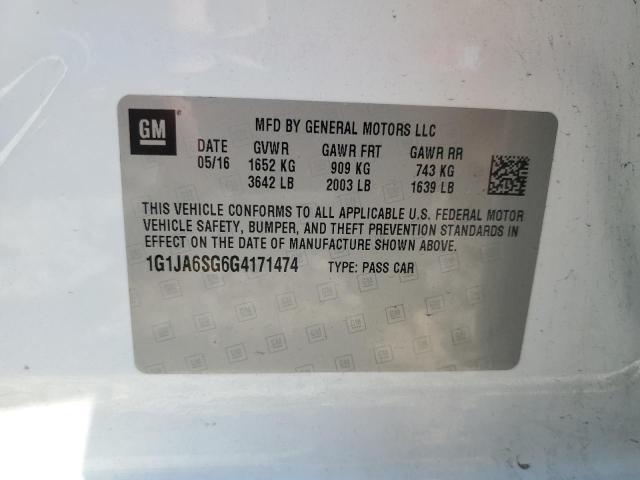 GM
MFD BY GENERAL MOTORS LLC
DATE GVWR GAWR FRT GAWR RR
05/16 1652 KG 909 KG 743 KG
3642 LB 2003 LB 1639 LB
THIS VEHICLE CONFORMS TO ALL APPLICABLE U.S. FEDERAL MOTOR
VEHICLE SAFETY, BUMPER, AND THEFT PREVENTION STANDARDS IN
EFFECT ON THE DATE OF MANUFACTURE SHOWN ABOVE.
1G1JA6SG6G4171474 TYPE: PASS CAR